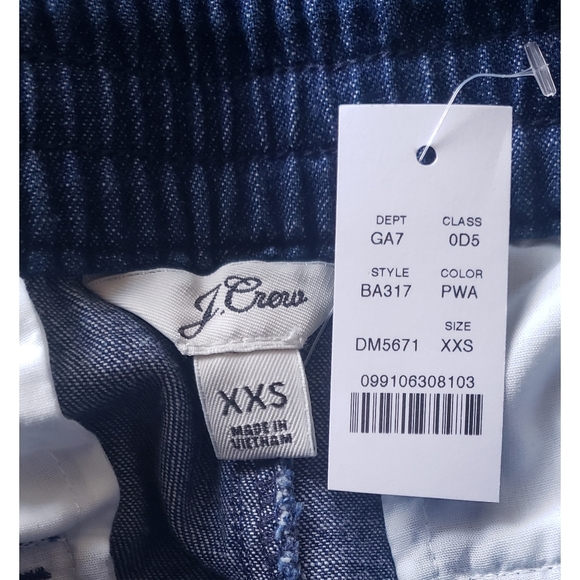 J.Crew
XXS
MADE IN
VIETNAM
DEPT CLASS
GA7 0D5
STYLE COLOR
BA317 PWA
SIZE
DM5671 XXS
099106308103